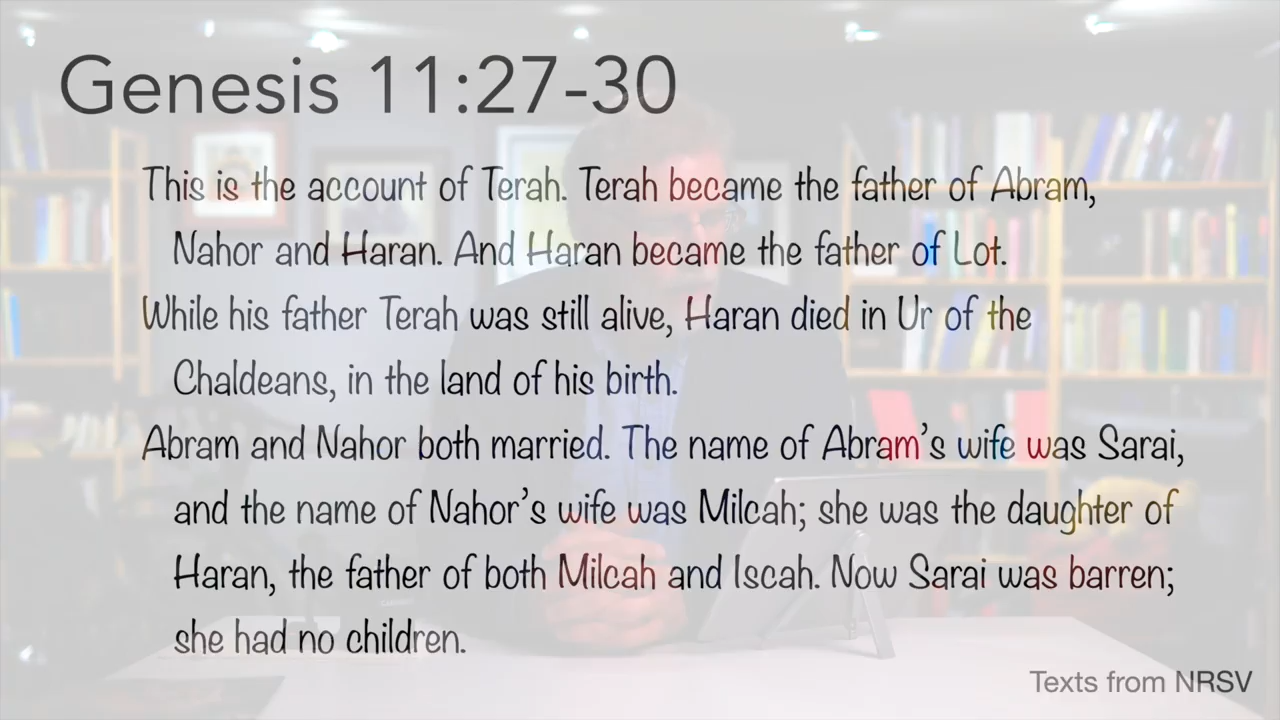 Genesis 11:27-30
This is the account of Terah. Terah became the father of Abram,
Nahor and Haran. And Haran became the father of Lot.
While his father Terah was still alive, Haran died in Ur of the
Chaldeans, in the land of his birth.
Abram and Nahor both married. The name of Abram’s wife was Sarai,
and the name of Nahor’s wife was Milcah; she was the daughter of
Haran, the father of both Milcah and Iscah. Now Sarai was barren;
she had no children.
Texts from NRSV